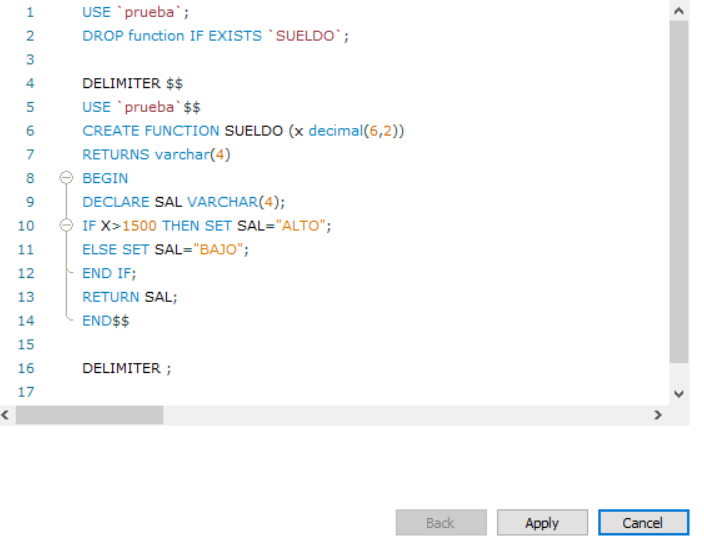 1 USE `prueba`;
2 DROP function IF EXISTS `SUELDO`;
3
4 DELIMITER $$
5 USE `prueba`$$
6 CREATE FUNCTION SUELDO (x decimal(6,2))
7 RETURNS varchar(4)
8 BEGIN
9 DECLARE SAL VARCHAR(4);
10 IF X>1500 THEN SET SAL="ALTO";
11 ELSE SET SAL="BAJO";
12 END IF;
13 RETURN SAL;
14 END$$
15
16 DELIMITER ;
17
Back Apply Cancel